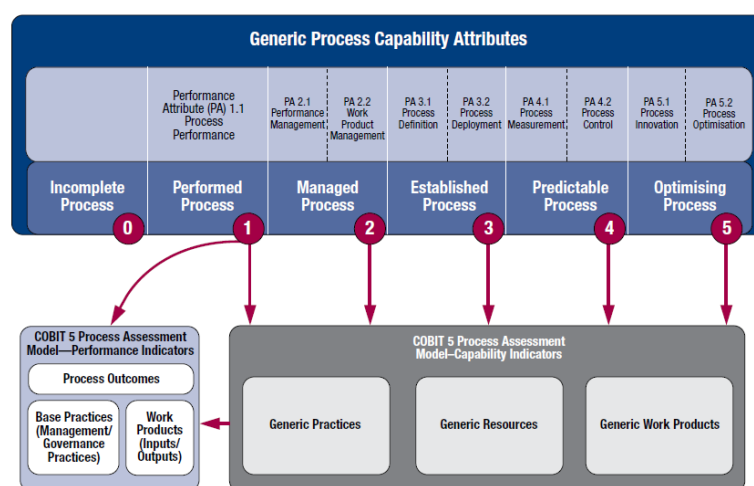 Generic Process Capability Attributes
Performance
Attribute (PA) 1.1
Process
Performance
PA 2.1
Performance
Management
PA 2.2
Work
Product
Management
PA 3.1
Process
Definition
PA 3.2
Process
Deployment
PA 4.1
Process
Measurement
PA 4.2
Process
Control
PA 5.1
Process
Innovation
PA 5.2
Process
Optimisation
Incomplete
Process
0
Performed
Process
1
Managed
Process
2
Established
Process
3
Predictable
Process
4
Optimising
Process
5
COBIT 5 Process Assessment
Model—Performance Indicators
Process Outcomes
Base Practices
(Management/
Governance
Practices)
Work
Products
(Inputs/
Outputs)
COBIT 5 Process Assessment
Model–Capability Indicators
Generic Practices
Generic Resources
Generic Work Products